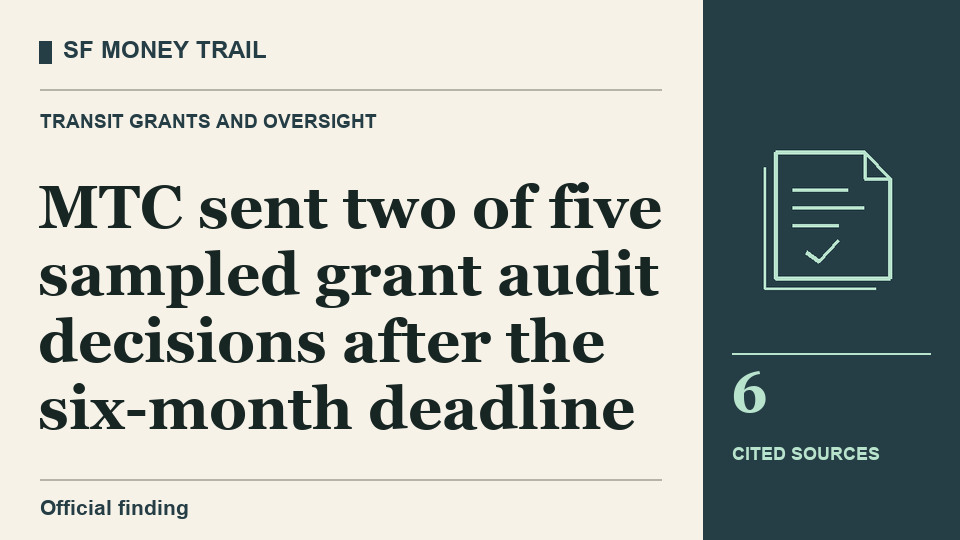 SF MONEY TRAIL
TRANSIT GRANTS AND OVERSIGHT
MTC sent two of five
sampled grant audit
decisions after the
six-month deadline
Official finding
6
CITED SOURCES